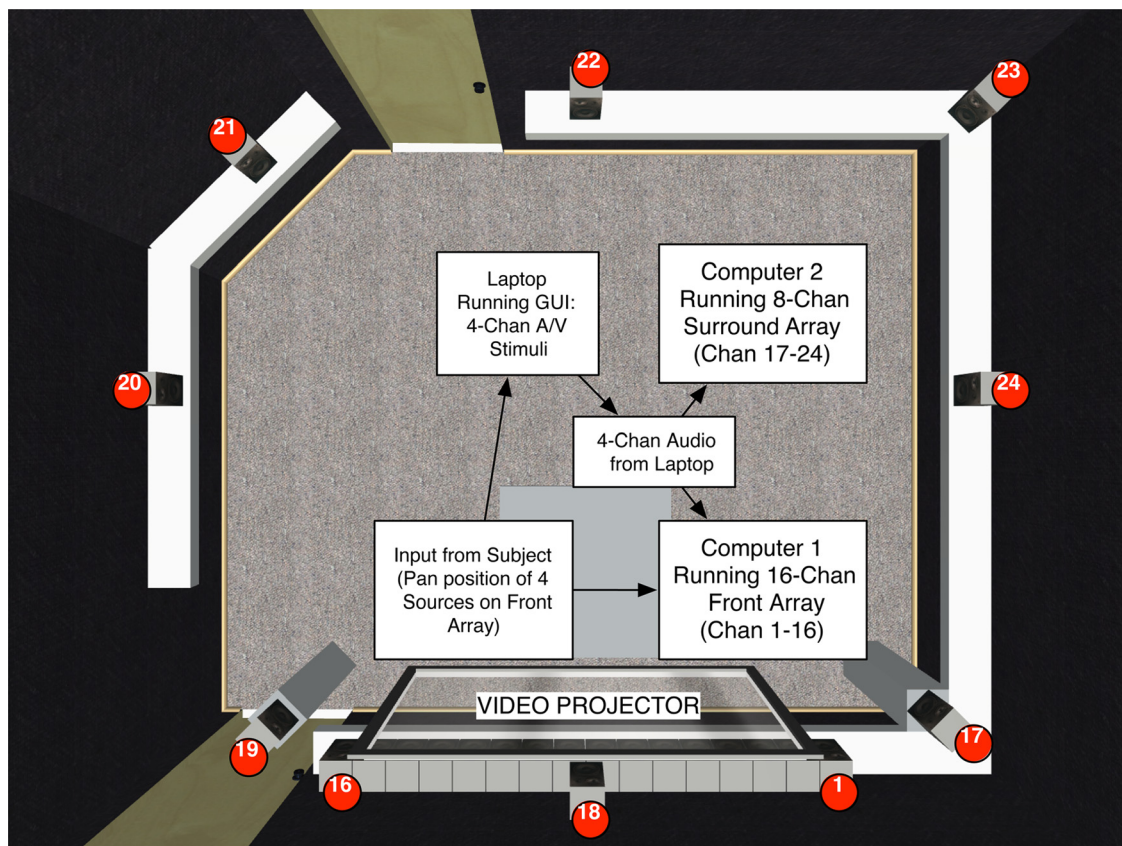 22
23
21
Laptop
Running GUI:
4-Chan A/V
Stimuli
Computer 2
Running 8-Chan
Surround Array
(Chan 17-24)
20
24
4-Chan Audio
from Laptop
Input from Subject
(Pan position of 4
Sources on Front
Array)
Computer 1
Running 16-Chan
Front Array
(Chan 1-16)
VIDEO PROJECTOR
19
17
16
18
1